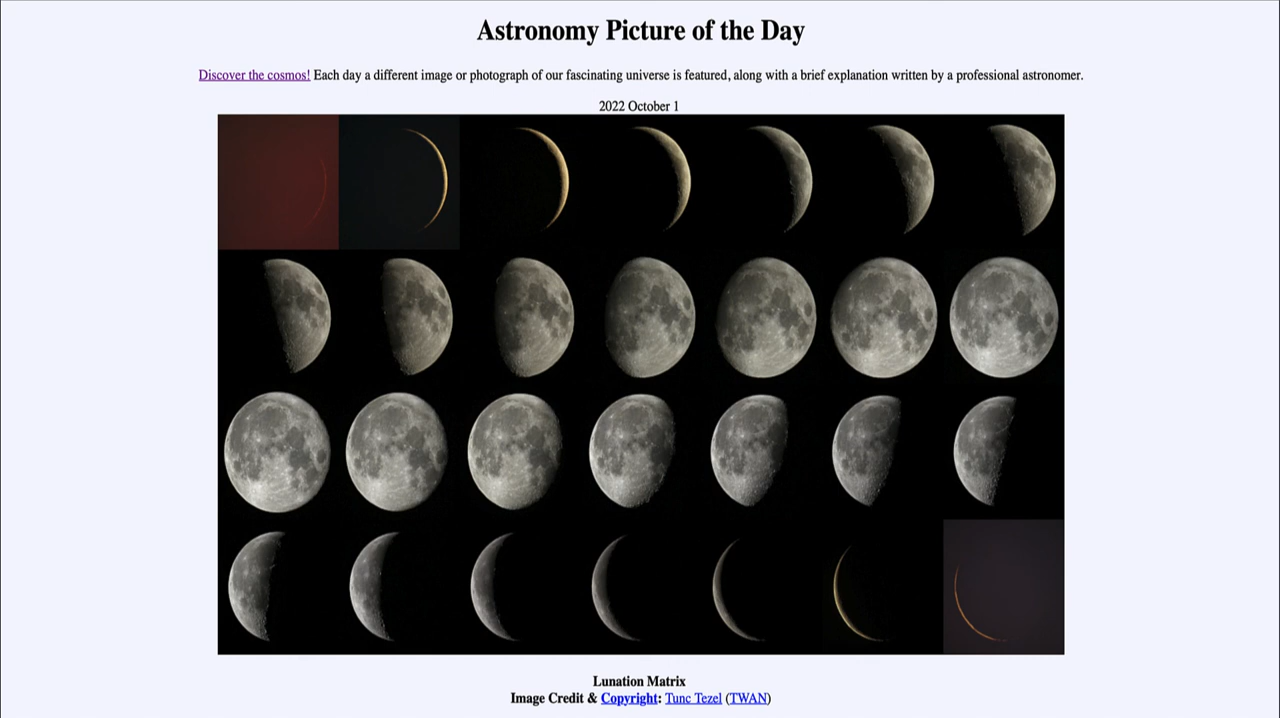 Astronomy Picture of the Day
Discover the cosmos! Each day a different image or photograph of our fascinating universe is featured, along with a brief explanation written by a professional astronomer.
2022 October 1
Lunation Matrix
Image Credit & Copyright: Tunc Tezel (TWAN)